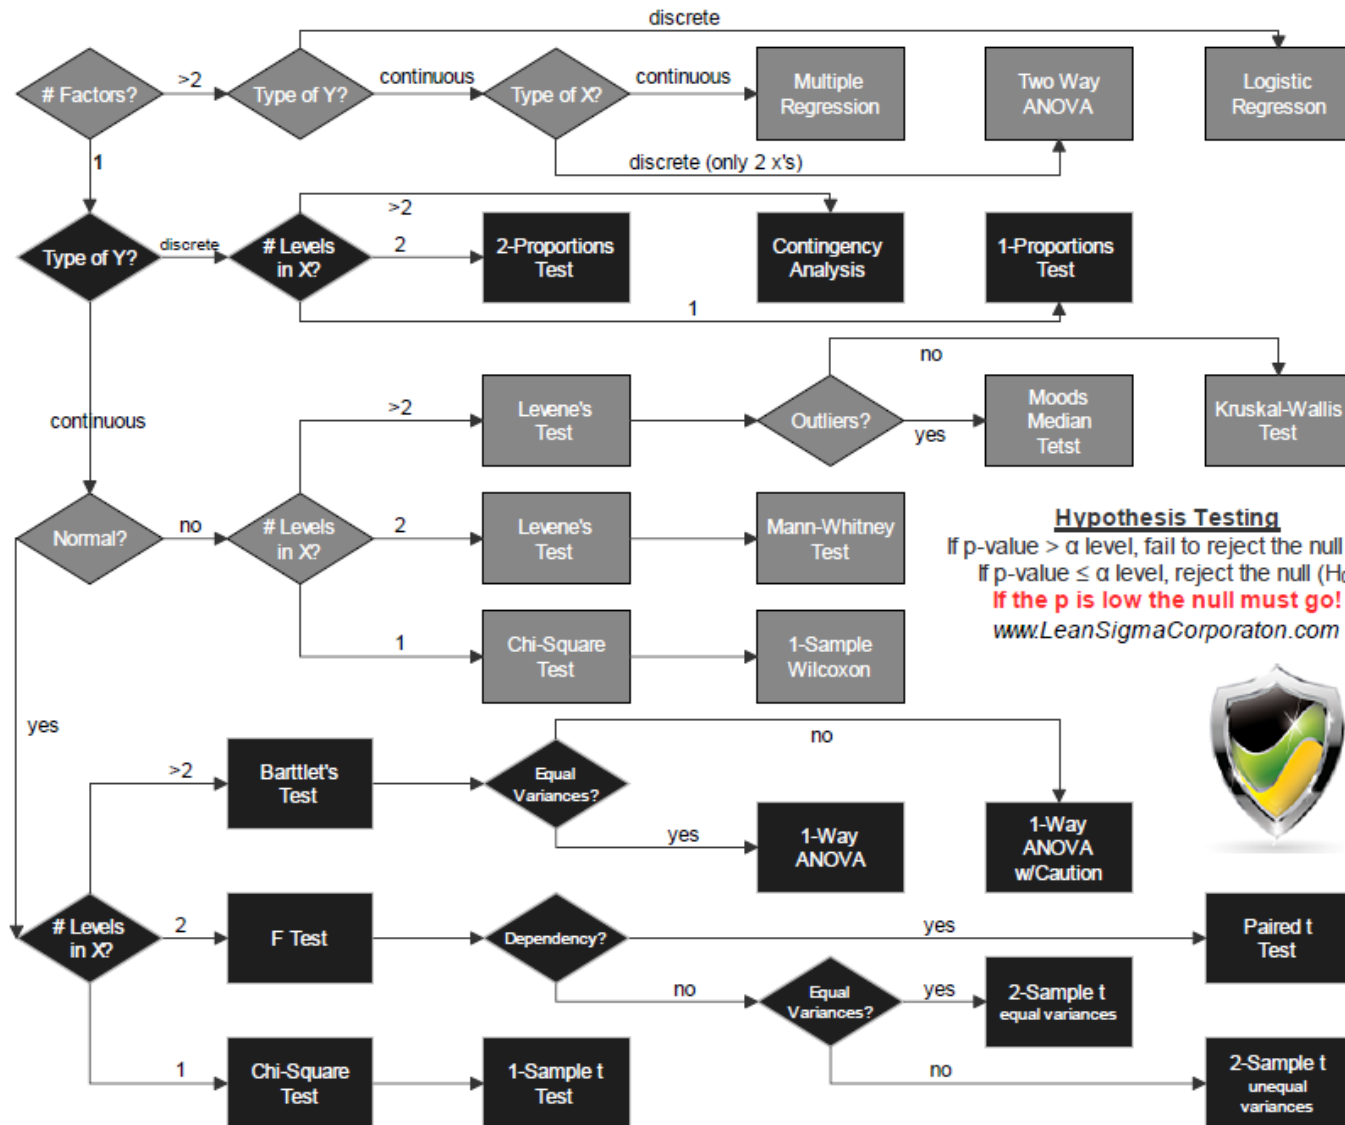 discrete
# Factors?
>2
Type of Y?
continuous
Type of X?
continuous
Multiple
Regression
Two Way
ANOVA
Logistic
Regresson
1
discrete (only 2 x's)
Type of Y?
discrete
# Levels
in X?
>2
2
2-Proportions
Test
Contingency
Analysis
1-Proportions
Test
1
continuous
>2
Levene's
Test
Outliers?
no
yes
Moods
Median
Tetst
Kruskal-Wallis
Test
Normal?
no
# Levels
in X?
2
Levene's
Test
Mann-Whitney
Test
1
Chi-Square
Test
1-Sample
Wilcoxon
Hypothesis Testing
If p-value > α level, fail to reject the null
If p-value ≤ α level, reject the null (H₀
If the p is low the null must go!
www.LeanSigmaCorporaton.com
yes
>2
Barttlet's
Test
Equal
Variances?
no
yes
1-Way
ANOVA
1-Way
ANOVA
w/Caution
# Levels
in X?
2
F Test
Dependency?
yes
Paired t
Test
no
Equal
Variances?
yes
2-Sample t
equal variances
1
Chi-Square
Test
1-Sample t
Test
no
2-Sample t
unequal
variances